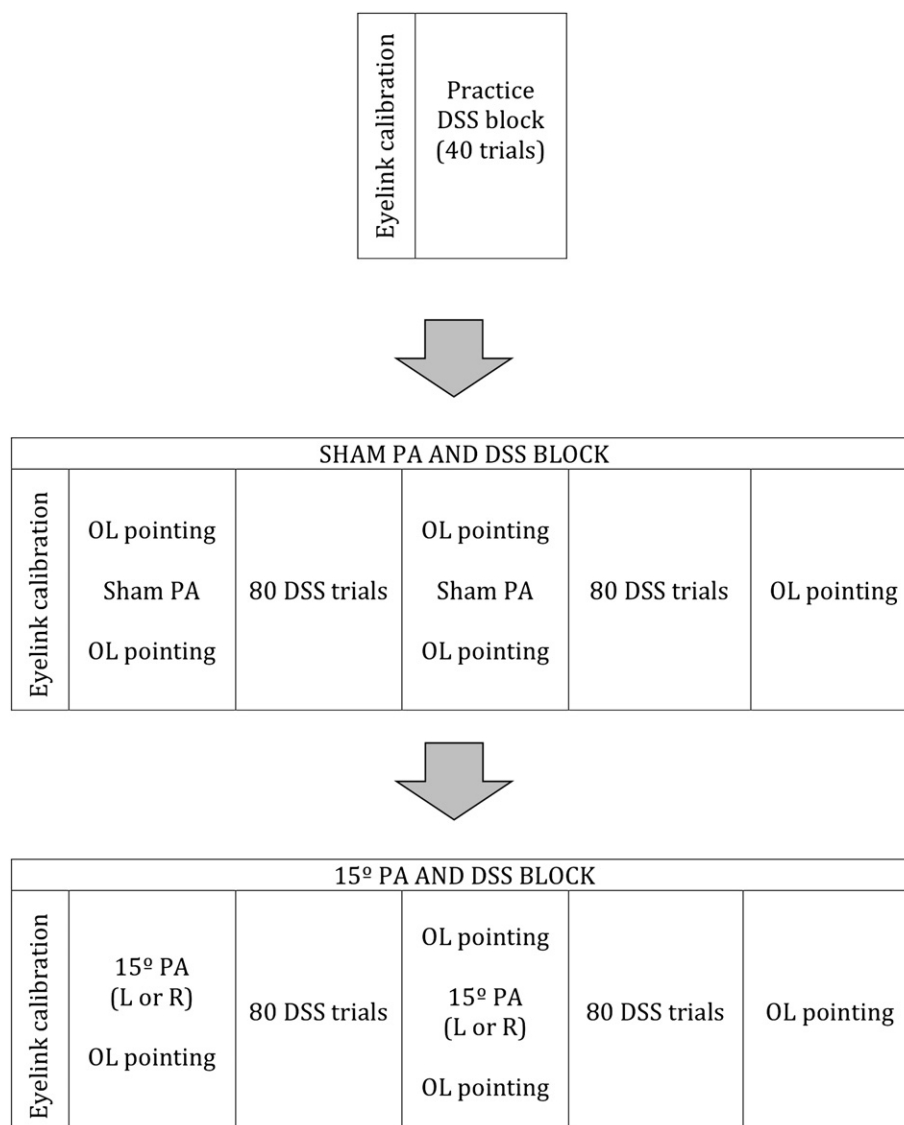 Eyelink calibration
Practice
DSS block
(40 trials)
SHAM PA AND DSS BLOCK
Eyelink calibration
OL pointing
Sham PA
OL pointing
80 DSS trials
OL pointing
Sham PA
OL pointing
80 DSS trials
OL pointing
15º PA AND DSS BLOCK
Eyelink calibration
15º PA
(L or R)
OL pointing
80 DSS trials
OL pointing
15º PA
(L or R)
OL pointing
80 DSS trials
OL pointing